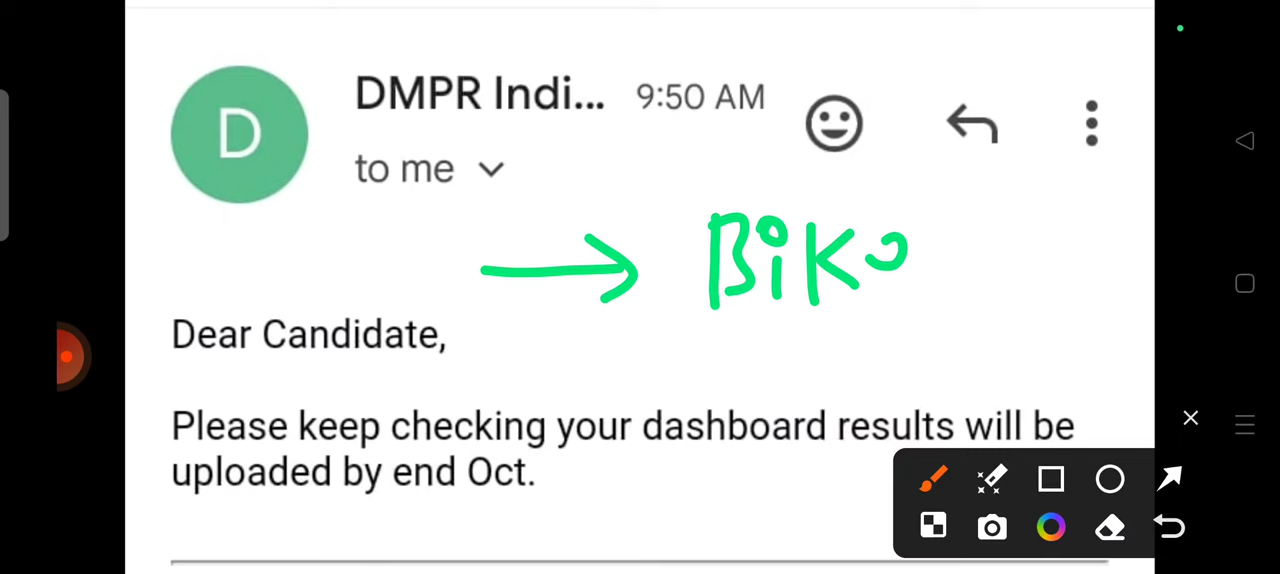 D
DMPR Indi... 9:50 AM
to me
BiK
Dear Candidate,
Please keep checking your dashboard results will be
uploaded by end Oct.